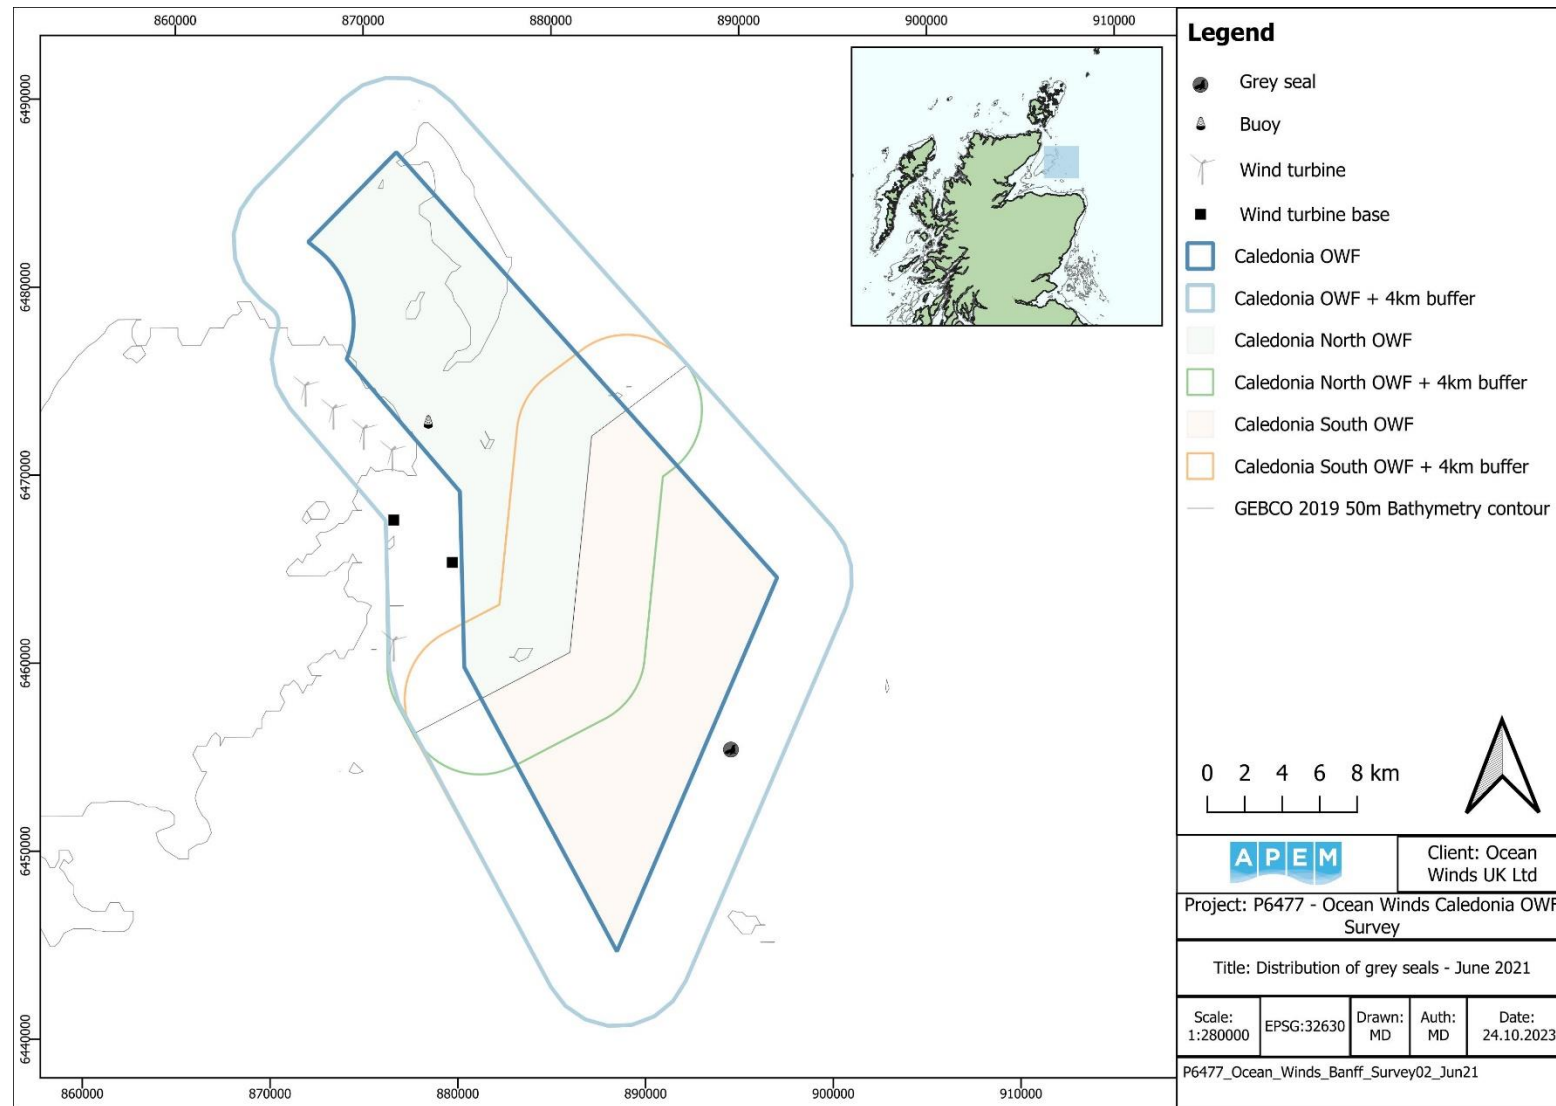 860000 870000 880000 890000 900000 910000
6490000
6480000
6470000
6460000
6450000
6440000
860000 870000 880000 890000 900000 910000
Legend
Grey seal
Buoy
Wind turbine
Wind turbine base
Caledonia OWF
Caledonia OWF + 4km buffer
Caledonia North OWF
Caledonia North OWF + 4km buffer
Caledonia South OWF
Caledonia South OWF + 4km buffer
GEBCO 2019 50m Bathymetry contour
0 2 4 6 8 km
APEM
Client: Ocean
Winds UK Ltd
Project: P6477 - Ocean Winds Caledonia OWF
Survey
Title: Distribution of grey seals - June 2021
Scale:
1:280000
EPSG:32630
Drawn:
MD
Auth:
MD
Date:
24.10.2023
P6477_Ocean_Winds_Banff_Survey02_Jun21